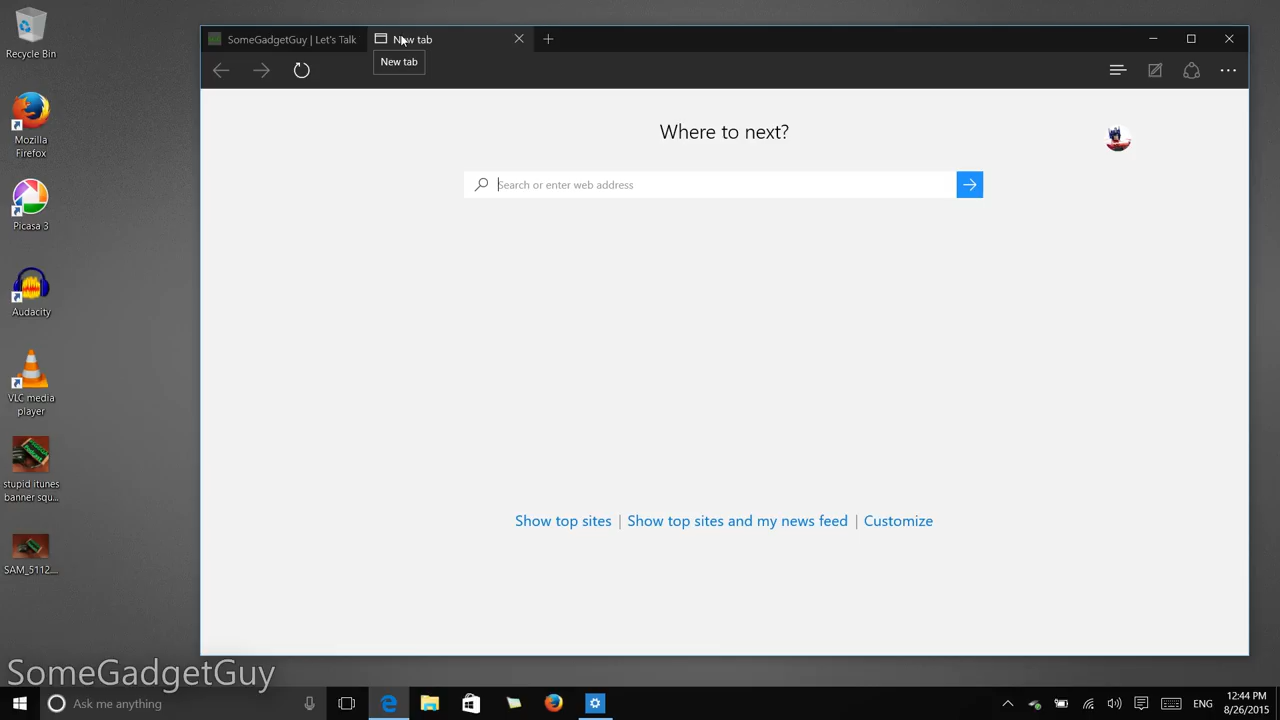 Recycle Bin
Mozilla
Firefox
Picasa 3
Audacity
VLC media
player
stupid itunes
banner squ...
SAM_5112....
SomeGadgetGuy | Let's Talk
New tab
New tab
Where to next?
Search or enter web address
Show top sites | Show top sites and my news feed | Customize
SomeGadgetGuy
Ask me anything
ENG
12:44 PM
8/26/2015